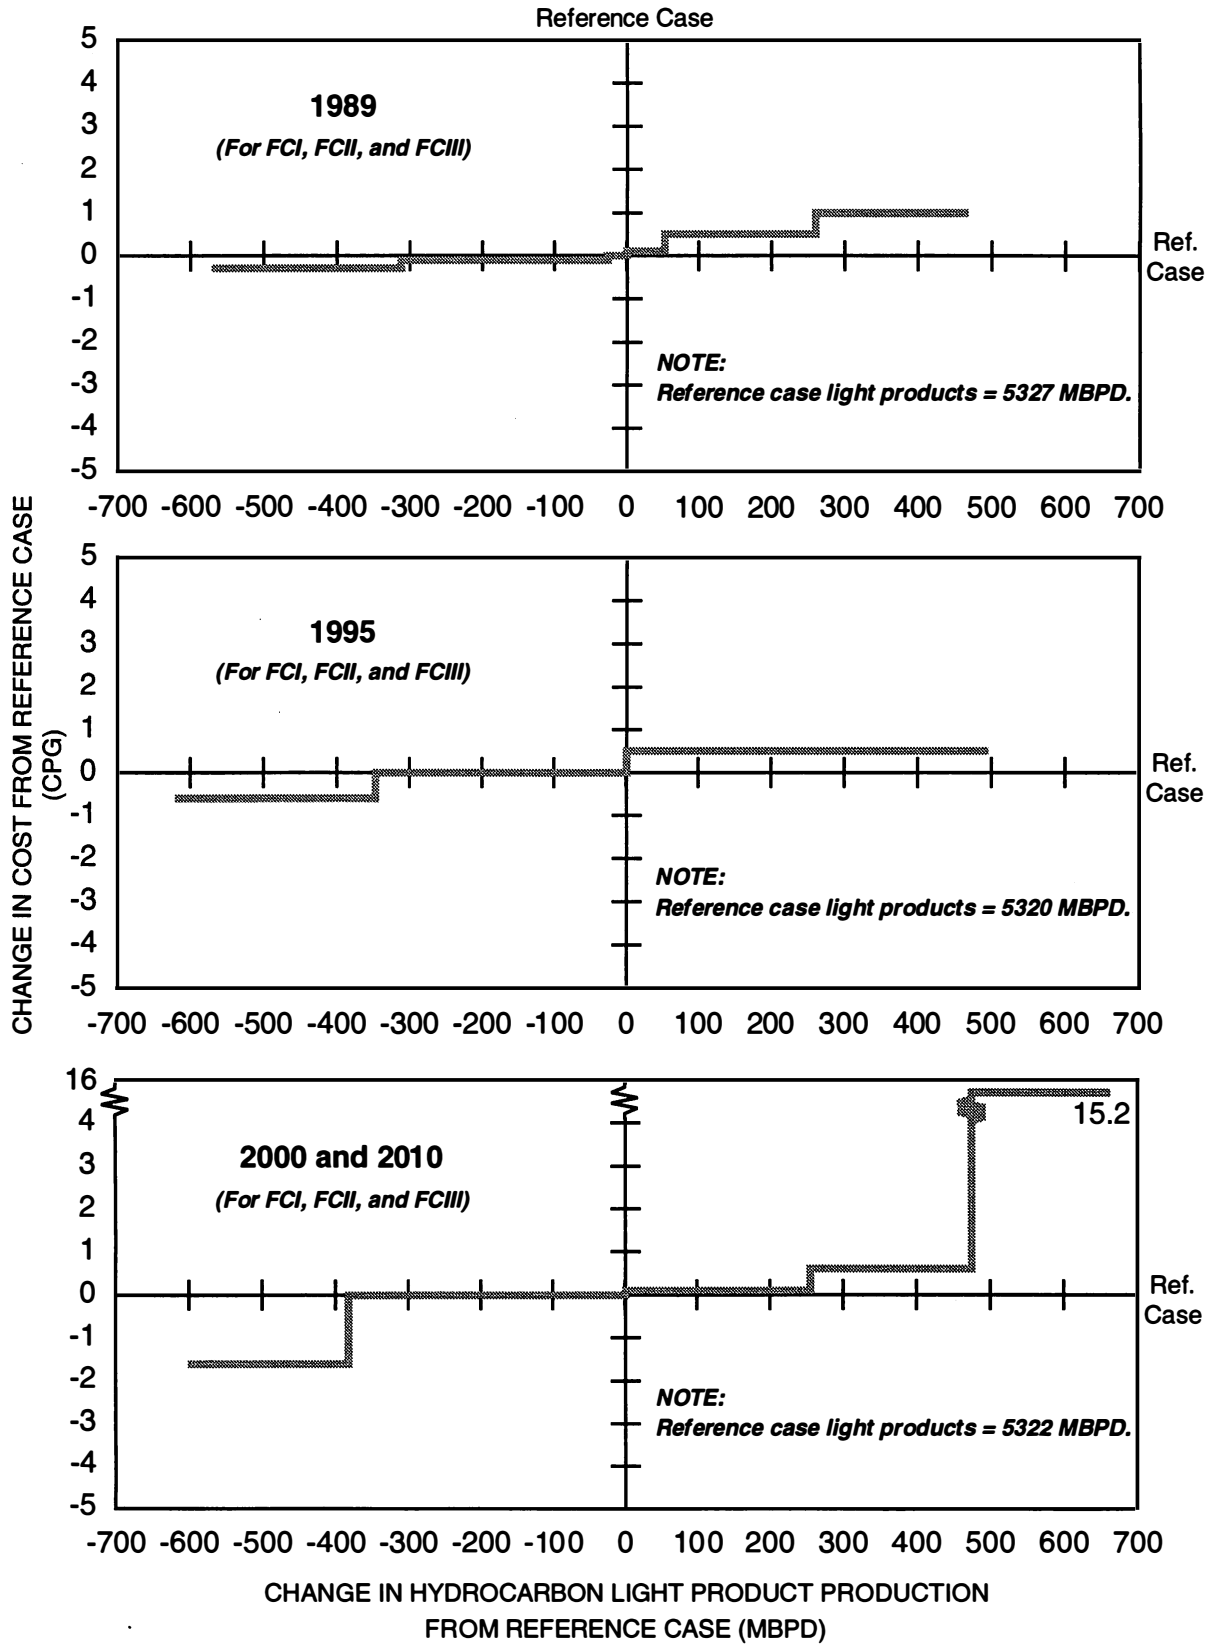 Reference Case
5
4
3
2
1
0
-1
-2
-3
-4
-5
1989
(For FCI, FCII, and FCIII)
Ref.
Case
NOTE:
Reference case light products = 5327 MBPD.
-700 -600 -500 -400 -300 -200 -100 0 100 200 300 400 500 600 700
CHANGE IN COST FROM REFERENCE CASE
(CPG)
5
4
3
2
1
0
-1
-2
-3
-4
-5
1995
(For FCI, FCII, and FCIII)
Ref.
Case
NOTE:
Reference case light products = 5320 MBPD.
-700 -600 -500 -400 -300 -200 -100 0 100 200 300 400 500 600 700
16
4
3
2
1
0
-1
-2
-3
-4
-5
15.2
2000 and 2010
(For FCI, FCII, and FCIII)
Ref.
Case
NOTE:
Reference case light products = 5322 MBPD.
-700 -600 -500 -400 -300 -200 -100 0 100 200 300 400 500 600 700
CHANGE IN HYDROCARBON LIGHT PRODUCT PRODUCTION
FROM REFERENCE CASE (MBPD)